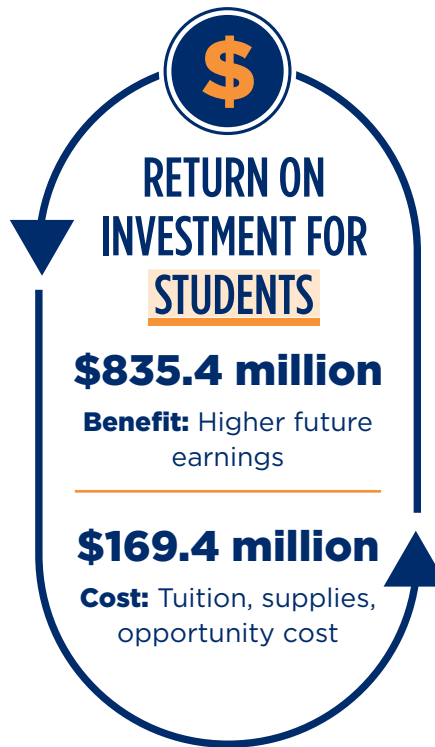 $
RETURN ON
INVESTMENT FOR
STUDENTS
$835.4 million
Benefit: Higher future
earnings
$169.4 million
Cost: Tuition, supplies,
opportunity cost